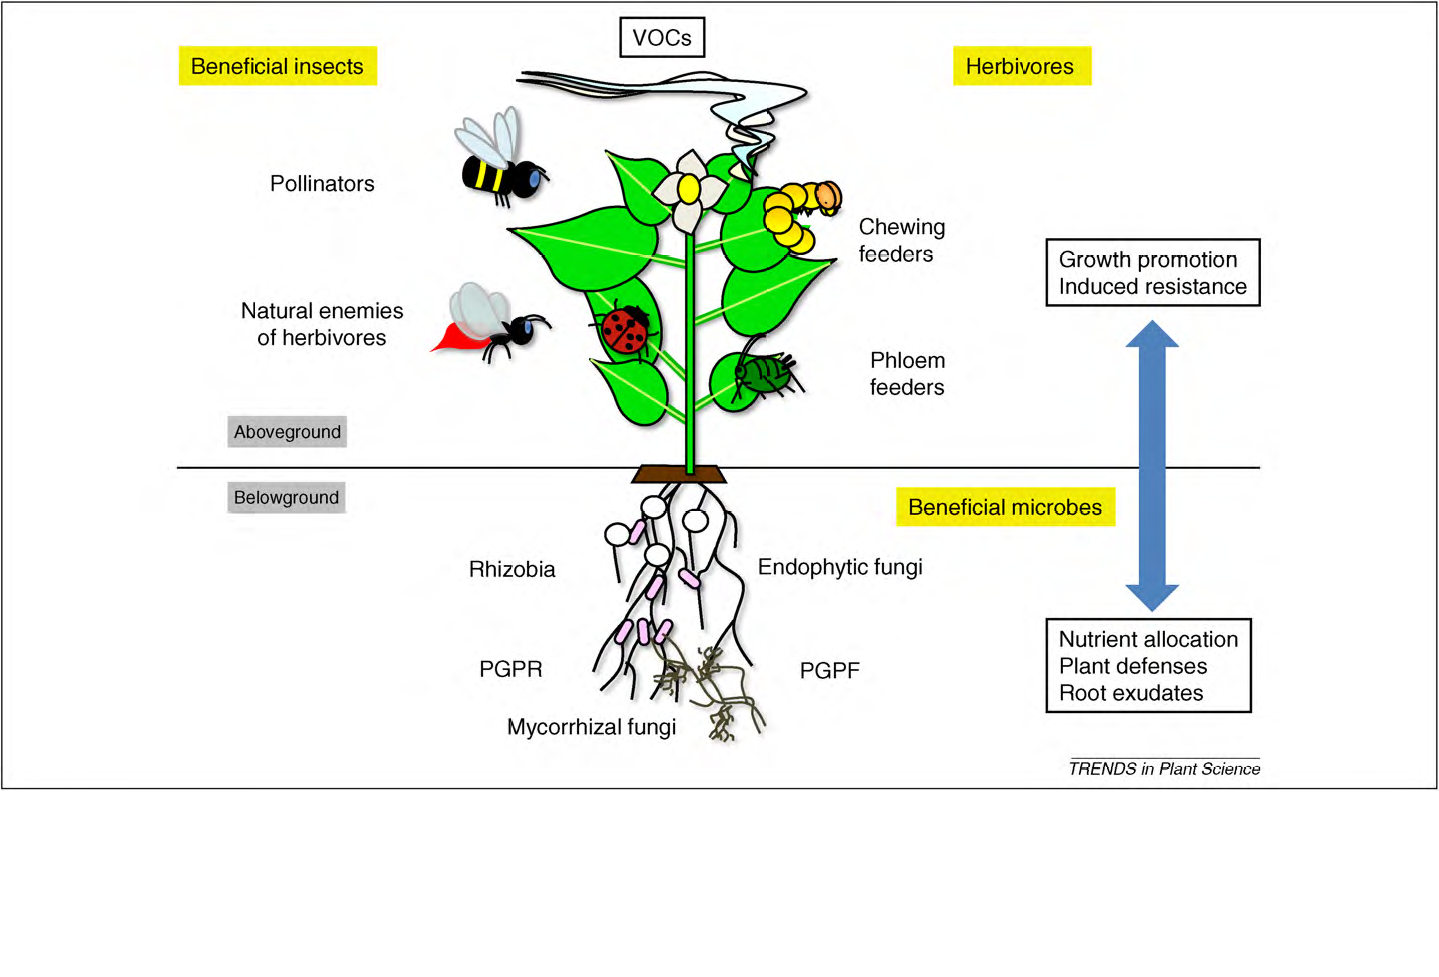 VOCs
Beneficial insects
Herbivores
Pollinators
Chewing
feeders
Growth promotion
Induced resistance
Natural enemies
of herbivores
Phloem
feeders
Aboveground
Belowground
Beneficial microbes
Rhizobia
Endophytic fungi
PGPR
PGPF
Mycorrhizal fungi
Nutrient allocation
Plant defenses
Root exudates
TRENDS in Plant Science